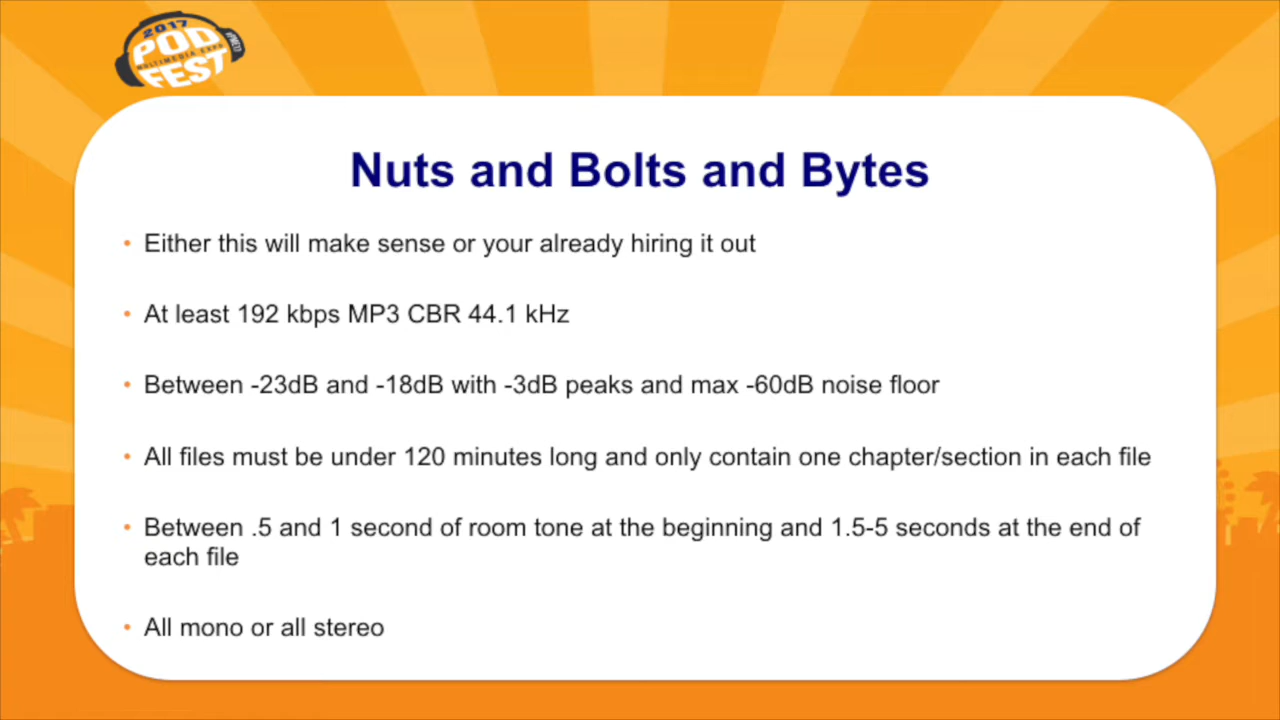 2017
POD
MULTIMEDIA EXPO
FEST
Nuts and Bolts and Bytes
• Either this will make sense or your already hiring it out
• At least 192 kbps MP3 CBR 44.1 kHz
• Between -23dB and -18dB with -3dB peaks and max -60dB noise floor
• All files must be under 120 minutes long and only contain one chapter/section in each file
• Between .5 and 1 second of room tone at the beginning and 1.5-5 seconds at the end of
each file
• All mono or all stereo